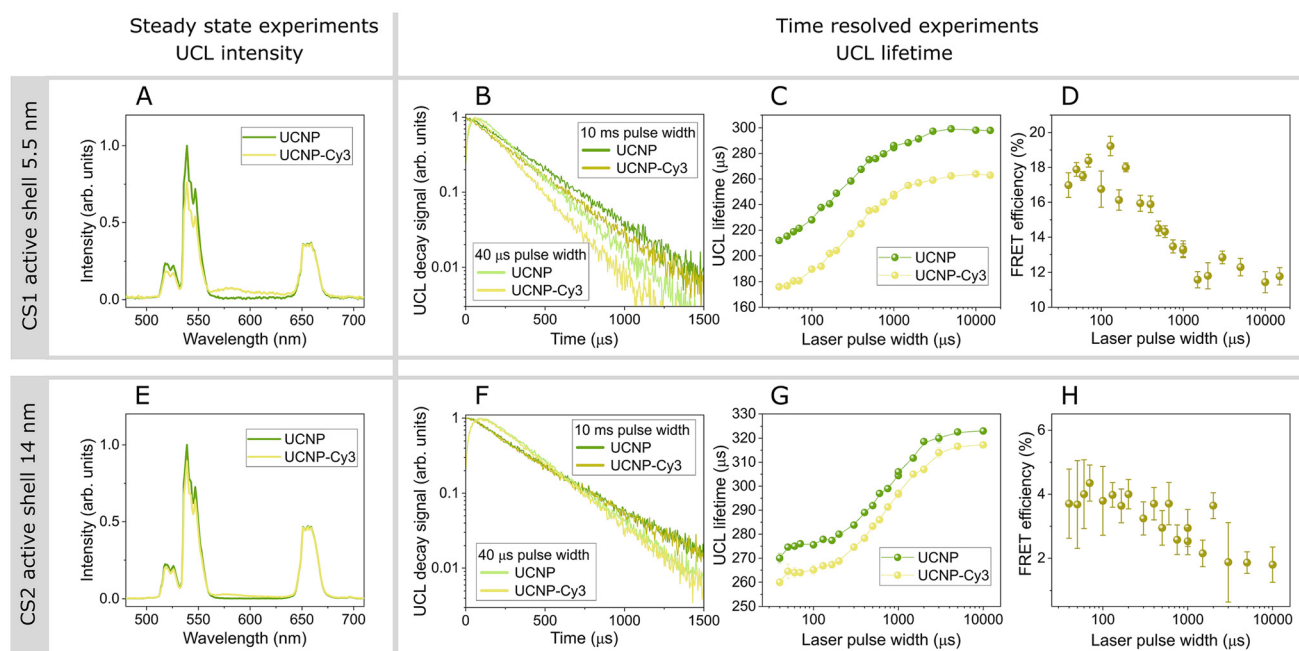 Steady state experiments
UCL intensity
Time resolved experiments
UCL lifetime
CS1 active shell 5.5 nm
A
UCNP
UCNP-Cy3
1.0
0.5
0.0
Intensity (arb. units)
500
550
600
650
700
Wavelength (nm)
B
10 ms pulse width
UCNP
UCNP-Cy3
40 μs pulse width
UCNP
UCNP-Cy3
1
0.1
0.01
UCL decay signal (arb. units)
0
500
1000
1500
Time (μs)
C
300
280
260
240
220
200
180
160
UCL lifetime (μs)
UCNP
UCNP-Cy3
100
1000
10000
Laser pulse width (μs)
D
20
18
16
14
12
10
FRET efficiency (%)
100
1000
10000
Laser pulse width (μs)
CS2 active shell 14 nm
E
UCNP
UCNP-Cy3
1.0
0.5
0.0
Intensity (arb. units)
500
550
600
650
700
Wavelength (nm)
F
10 ms pulse width
UCNP
UCNP-Cy3
40 μs pulse width
UCNP
UCNP-Cy3
1
0.1
0.01
UCL decay signal (arb. units)
0
500
1000
1500
Time (μs)
G
330
320
310
300
290
280
270
260
250
UCL lifetime (μs)
UCNP
UCNP-Cy3
100
1000
10000
Laser pulse width (μs)
H
6
4
2
FRET efficiency (%)
100
1000
10000
Laser pulse width (μs)